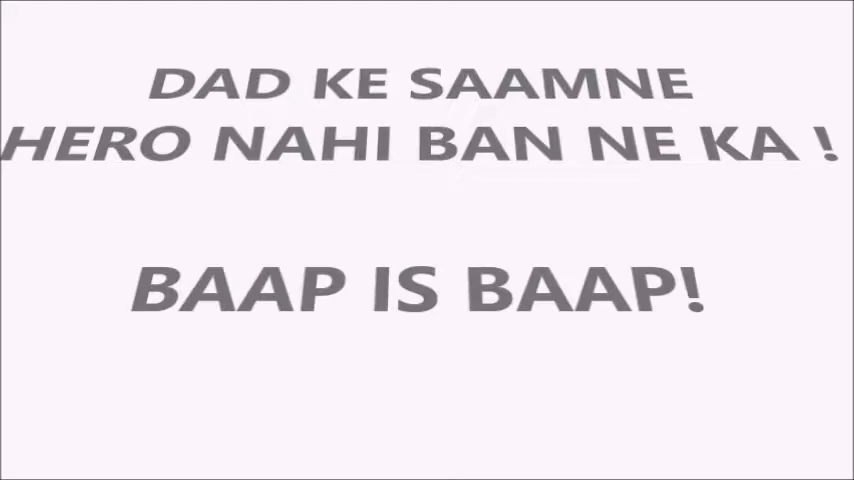 DAD KE SAAMNE
HERO NAHI BAN NE KA !
BAAP IS BAAP!